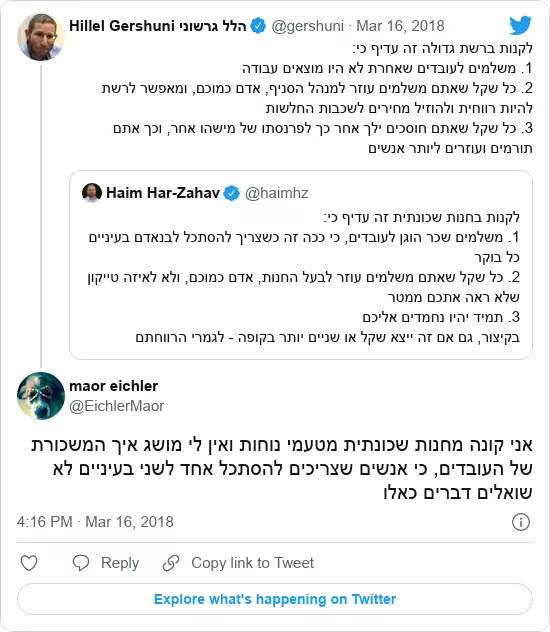 Hillel Gershuni הלל גרשוני @gershuni · Mar 16, 2018
לקנות ברשת גדולה זה עדיף כי:
1. משלמים לעובדים שאחרת לא היו מוצאים עבודה
2. כל שקל שאתם משלמים עוזר למנהל הסניף, אדם כמוכם, ומאפשר לרשת
להיות רווחית ולהוזיל מחירים לשכבות החלשות
3. כל שקל שאתם חוסכים ילך אחר כך לפרנסתו של מישהו אחר, וכך אתם
תורמים ועוזרים ליותר אנשים
Haim Har-Zahav @haimhz
לקנות בחנות שכונתית זה עדיף כי:
1. משלמים שכר הוגן לעובדים, כי ככה זה כשצריך להסתכל לבנאדם בעיניים
כל בוקר
2. כל שקל שאתם משלמים עוזר לבעל החנות, אדם כמוכם, ולא לאיזה טייקון
שלא ראה אתכם ממטר
3. תמיד יהיו נחמדים אליכם
בקיצור, גם אם זה ייצא שקל או שניים יותר בקופה - לגמרי הרווחתם
maor eichler
@EichlerMaor
אני קונה מחנות שכונתית מטעמי נוחות ואין לי מושג איך המשכורת
של העובדים, כי אנשים שצריכים להסתכל אחד לשני בעיניים לא
שואלים דברים כאלו
4:16 PM · Mar 16, 2018
Reply Copy link to Tweet
Explore what's happening on Twitter